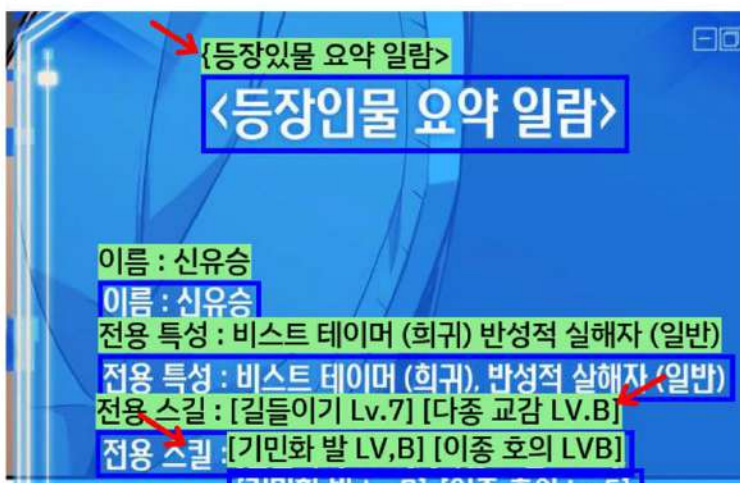 {등장있물 요약 일람>
<등장인물 요약 일람>
이름 : 신유승
이름 : 신유승
전용 특성 : 비스트 테이머 (희귀) 반성적 실해자 (일반)
전용 특성 : 비스트 테이머 (희귀), 반성적 살해자 (일반)
전용 스길 : [길들이기 Lv.7] [다종 교감 LV.B]
전용 스킬 : [기민화 발 LV,B] [이종 호의 LVB]